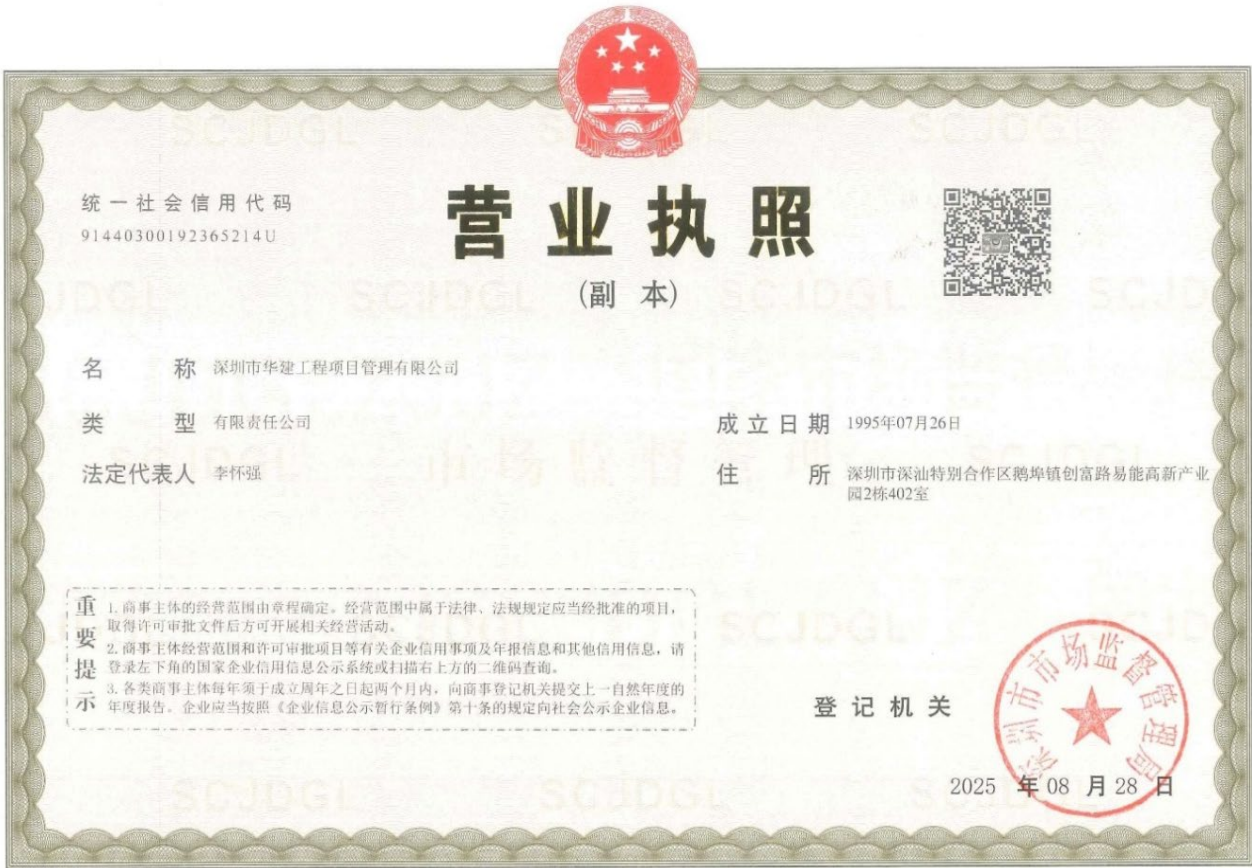 统一社会信用代码
91440300192365214U
营业执照
(副 本)
名 称 深圳市华建工程项目管理有限公司
类 型 有限责任公司
成立日期 1995年07月26日
法定代表人 李怀强
住 所 深圳市深汕特别合作区鹅埠镇创富路易能高新产业
园2栋402室
重要提示
1. 商事主体的经营范围由章程确定。经营范围中属于法律、法规规定应当经批准的项目，
取得许可审批文件后方可开展相关经营活动。
2. 商事主体经营范围和许可审批项目等有关企业信用事项及年报信息和其他信用信息，请
登录左下角的国家企业信用信息公示系统或扫描右上方的二维码查询。
3. 各类商事主体每年须于成立周年之日起两个月内，向商事登记机关提交上一自然年度的
年度报告。企业应当按照《企业信息公示暂行条例》第十条的规定向社会公示企业信息。
登记机关
深圳市市场监督管理局
2025 年 08 月 28 日
SCJDGL
市场监督管理